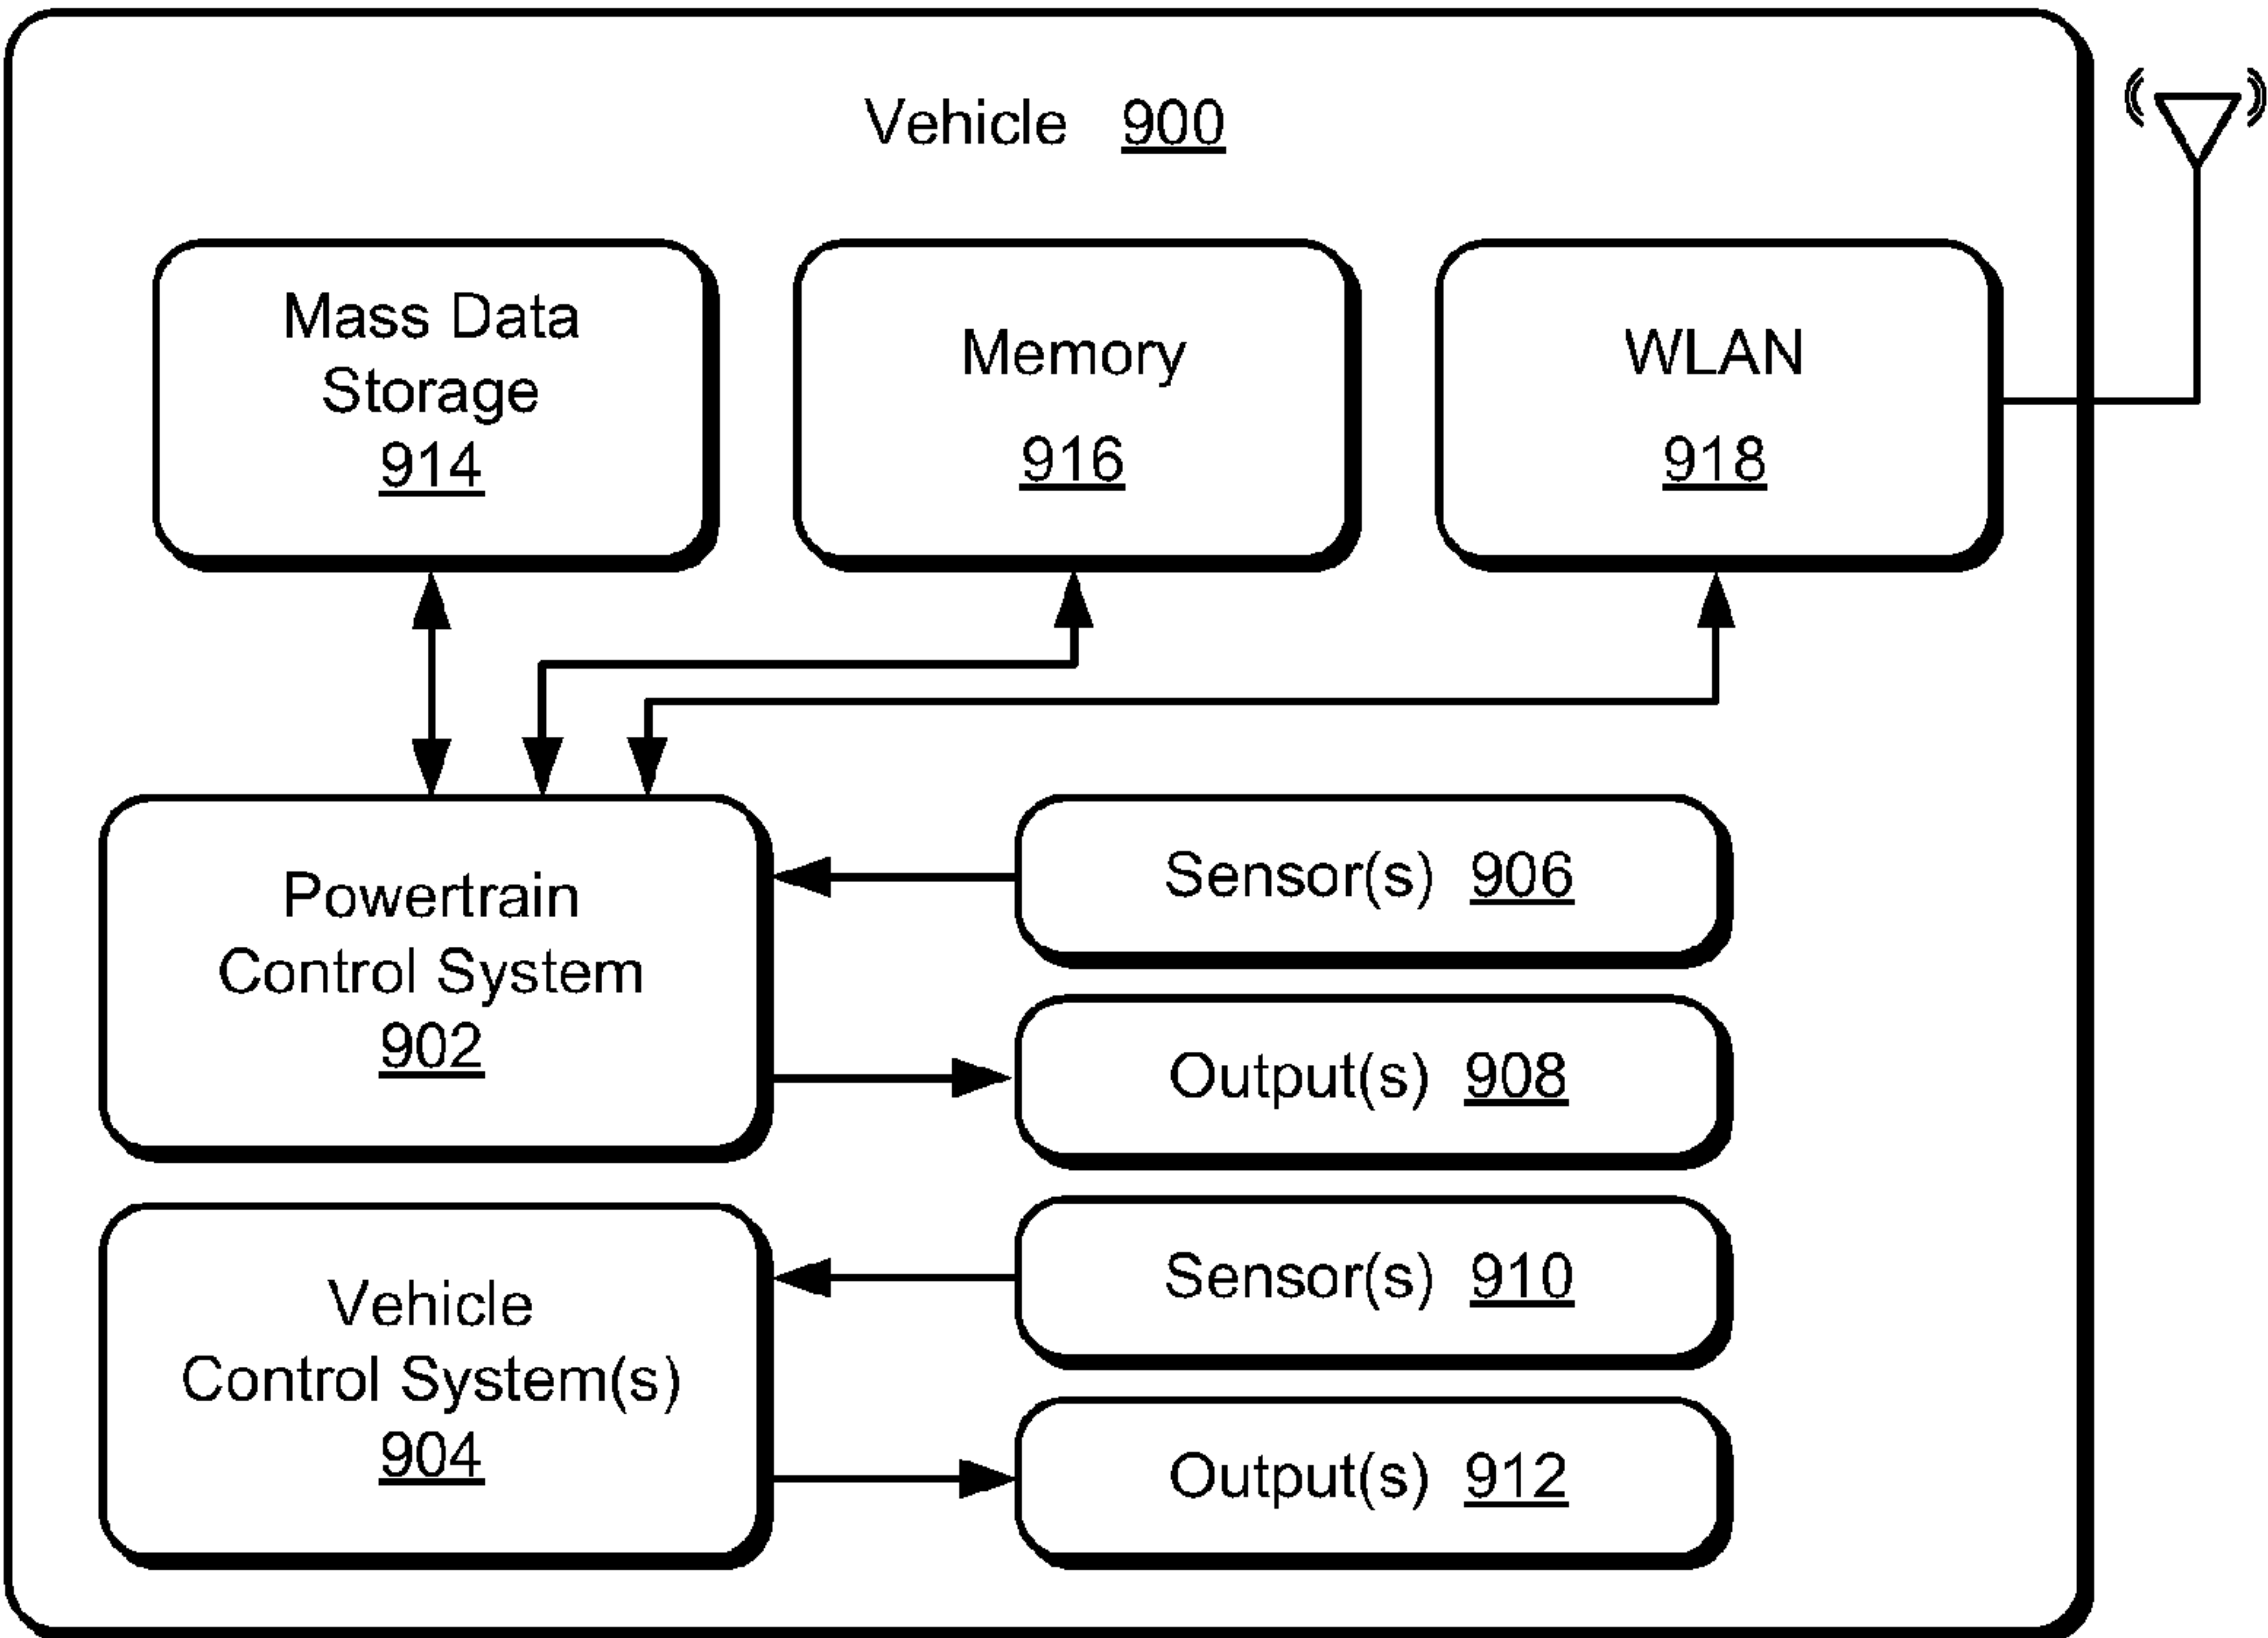 Vehicle 900
Mass Data
Storage
914
Memory
916
WLAN
918
Powertrain
Control System
902
Sensor(s) 906
Output(s) 908
Vehicle
Control System(s)
904
Sensor(s) 910
Output(s) 912